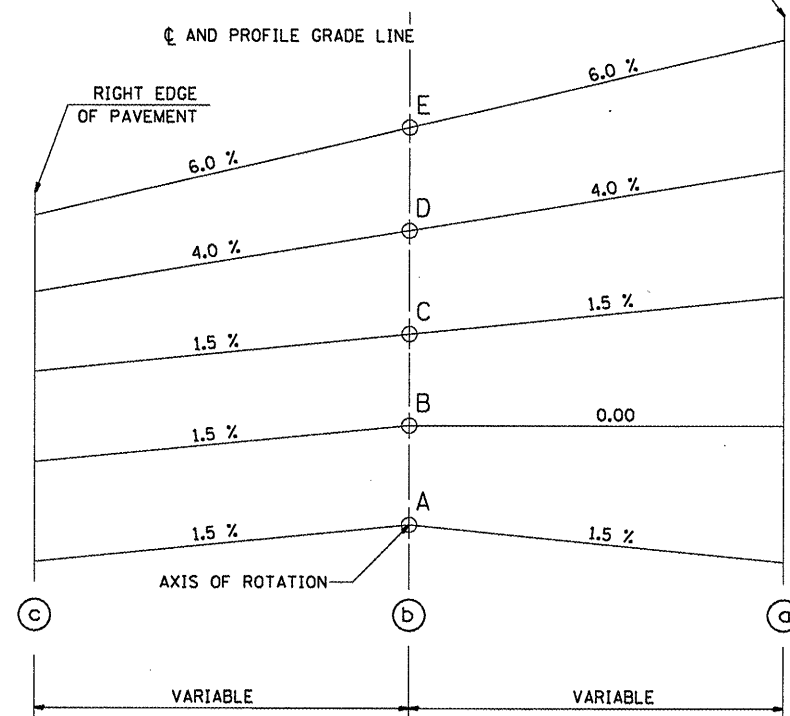 ℄ AND PROFILE GRADE LINE
6.0 %
RIGHT EDGE
OF PAVEMENT
E
6.0 %
4.0 %
D
4.0 %
C
1.5 %
1.5 %
B
0.00
1.5 %
A
1.5 %
1.5 %
AXIS OF ROTATION
c
b
a
VARIABLE
VARIABLE